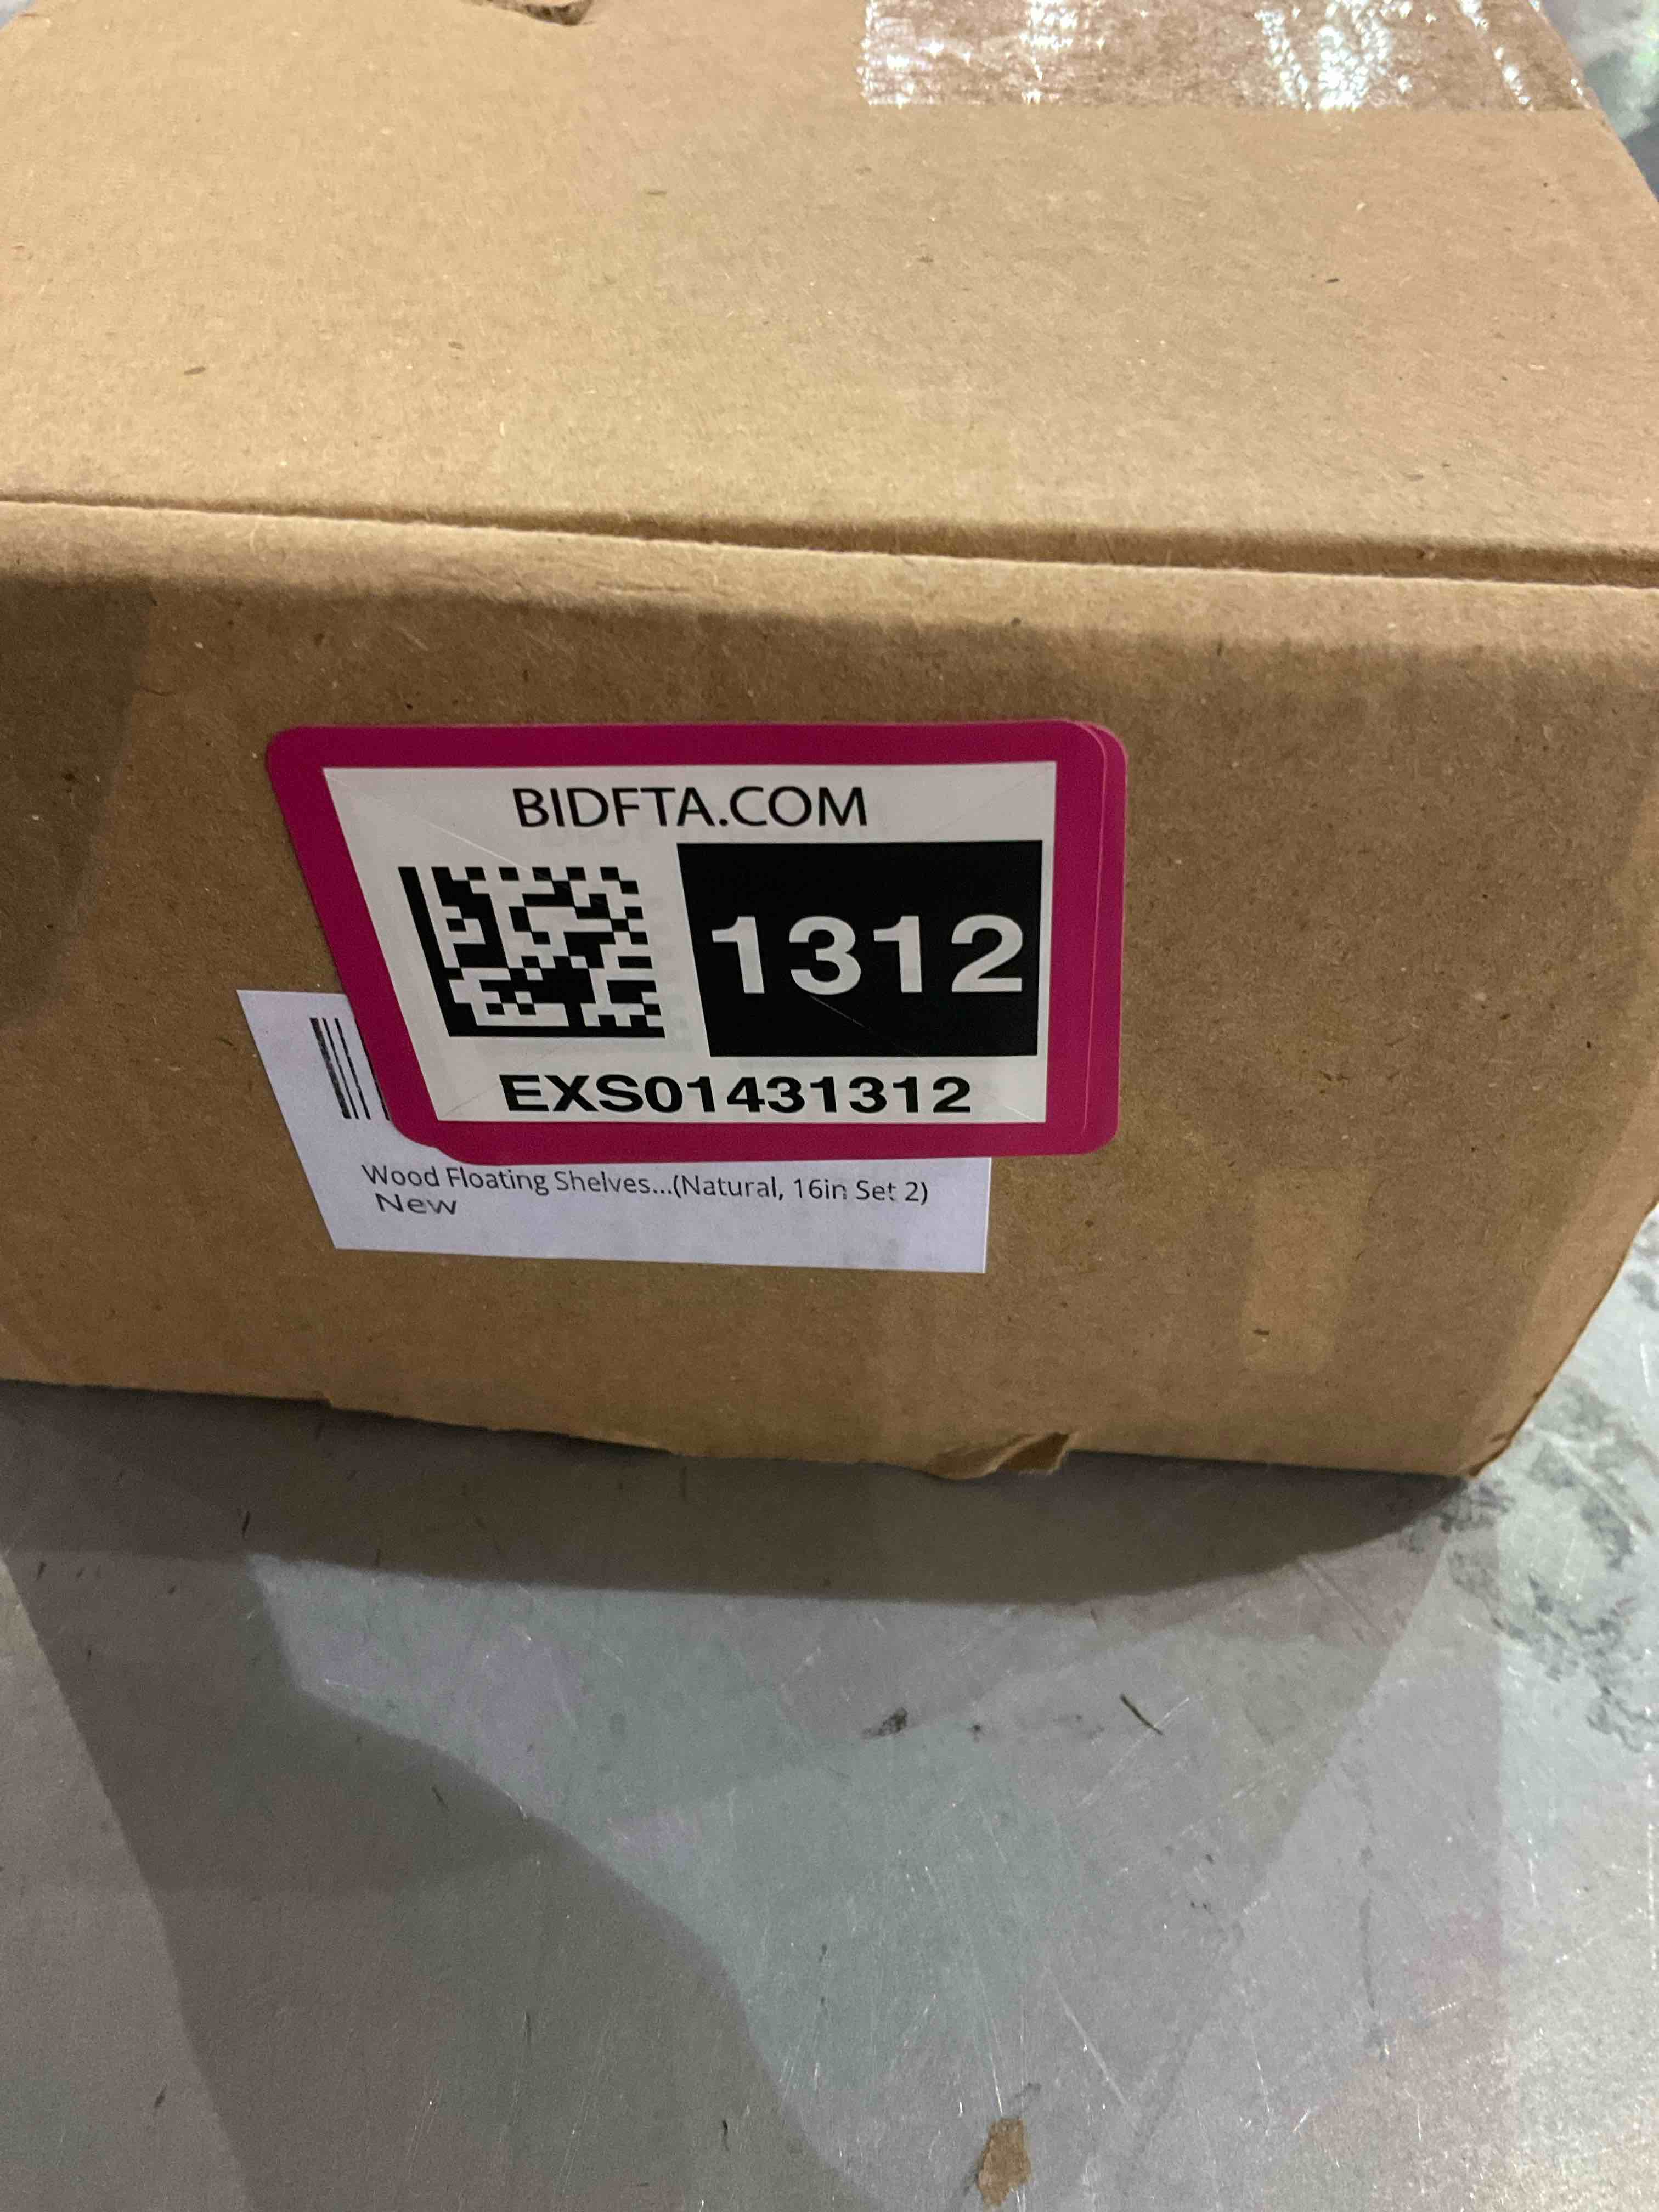 BIDFTA.COM
1312
EXS01431312
Wood Floating Shelves...(Natural, 16in Set 2)
New